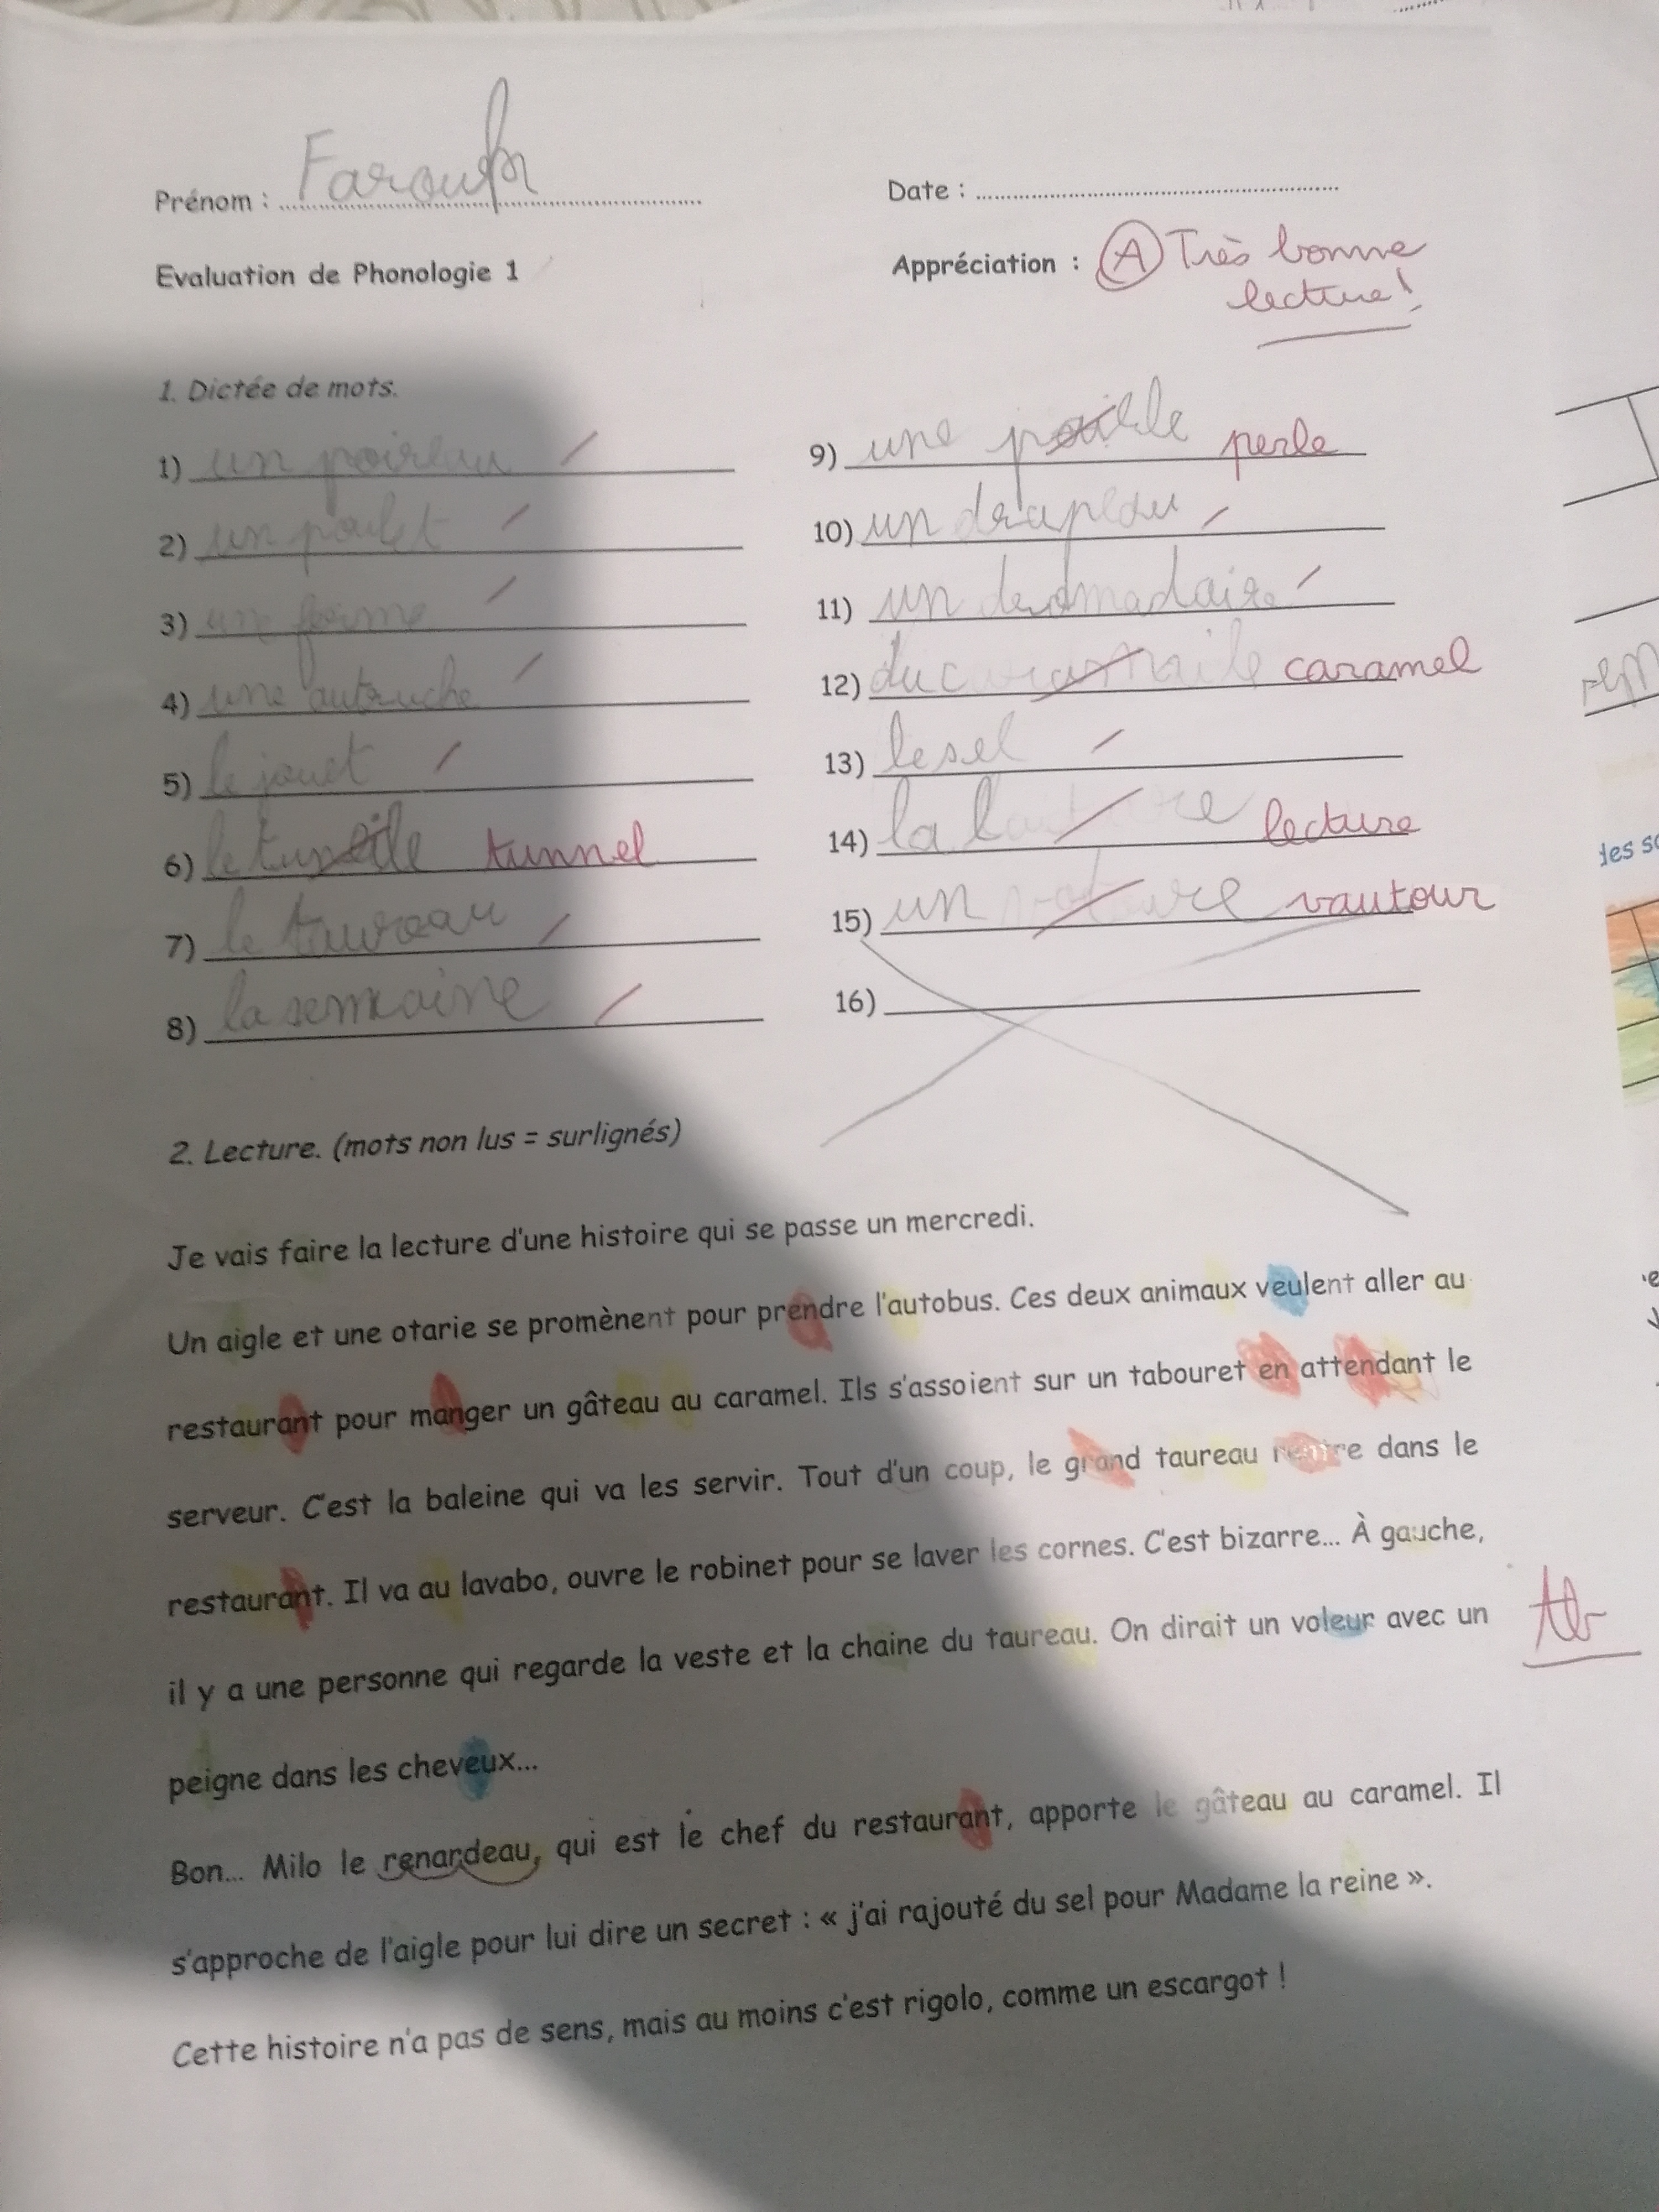 Prénom : Farouk
Date :
Evaluation de Phonologie 1
Appréciation : A Très bonne
lecture!
1. Dictée de mots.
1) un poireau
2) un poulet
3) une ferme
4) une autruche
5) le jouet
6) le tunnel
7) le taureau
8) la semaine
9) une perle
10) un drapeau
11) un dromadaire
12) du caramel
13) le sel
14) la lecture
15) un vautour
16)
2. Lecture. (mots non lus = surlignés)
Je vais faire la lecture d'une histoire qui se passe un mercredi.
Un aigle et une otarie se promènent pour prendre l'autobus. Ces deux animaux veulent aller au
restaurant pour manger un gâteau au caramel. Ils s'assoient sur un tabouret en attendant le
serveur. C'est la baleine qui va les servir. Tout d'un coup, le grand taureau rentre dans le
restaurant. Il va au lavabo, ouvre le robinet pour se laver les cornes. C'est bizarre... À gauche,
il y a une personne qui regarde la veste et la chaine du taureau. On dirait un voleur avec un
peigne dans les cheveux...
Bon... Milo le renardeau, qui est le chef du restaurant, apporte le gâteau au caramel. Il
s'approche de l'aigle pour lui dire un secret : « j'ai rajouté du sel pour Madame la reine ».
Cette histoire n'a pas de sens, mais au moins c'est rigolo, comme un escargot !